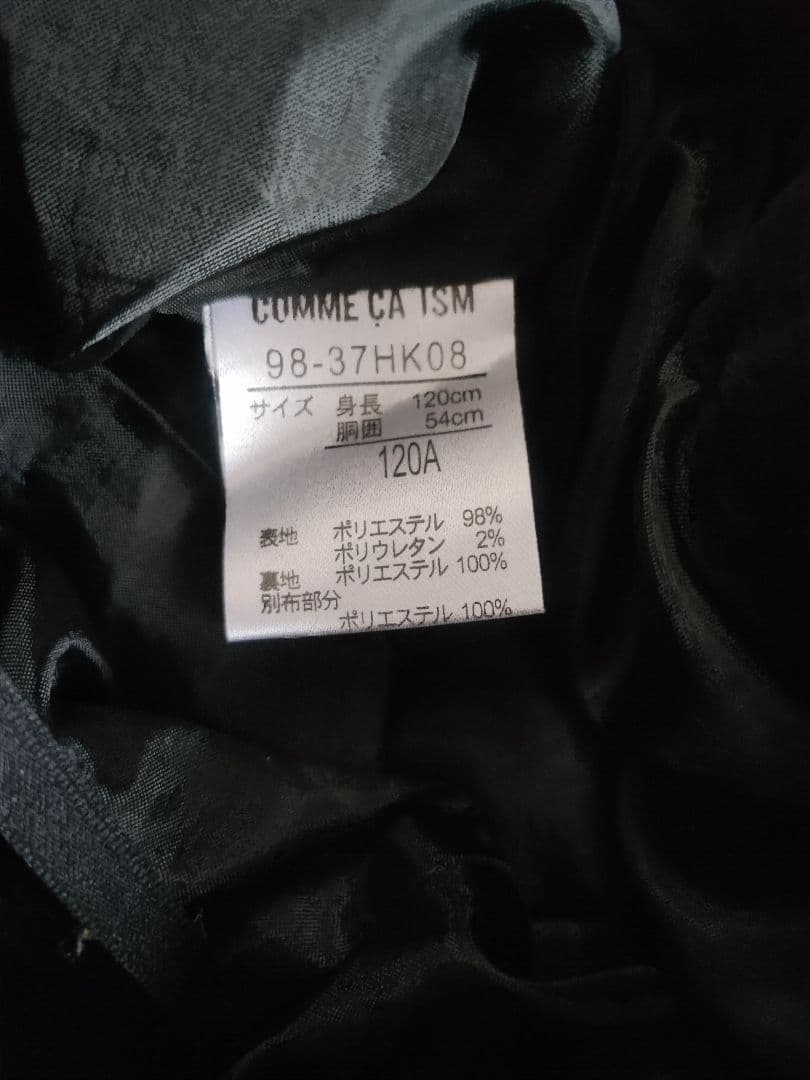 COMME ÇA ISM
98-37HK08
サイズ 身長 120cm
胴囲 54cm
120A
表地 ポリエステル 98%
ポリウレタン 2%
裏地 ポリエステル 100%
別布部分
ポリエステル 100%